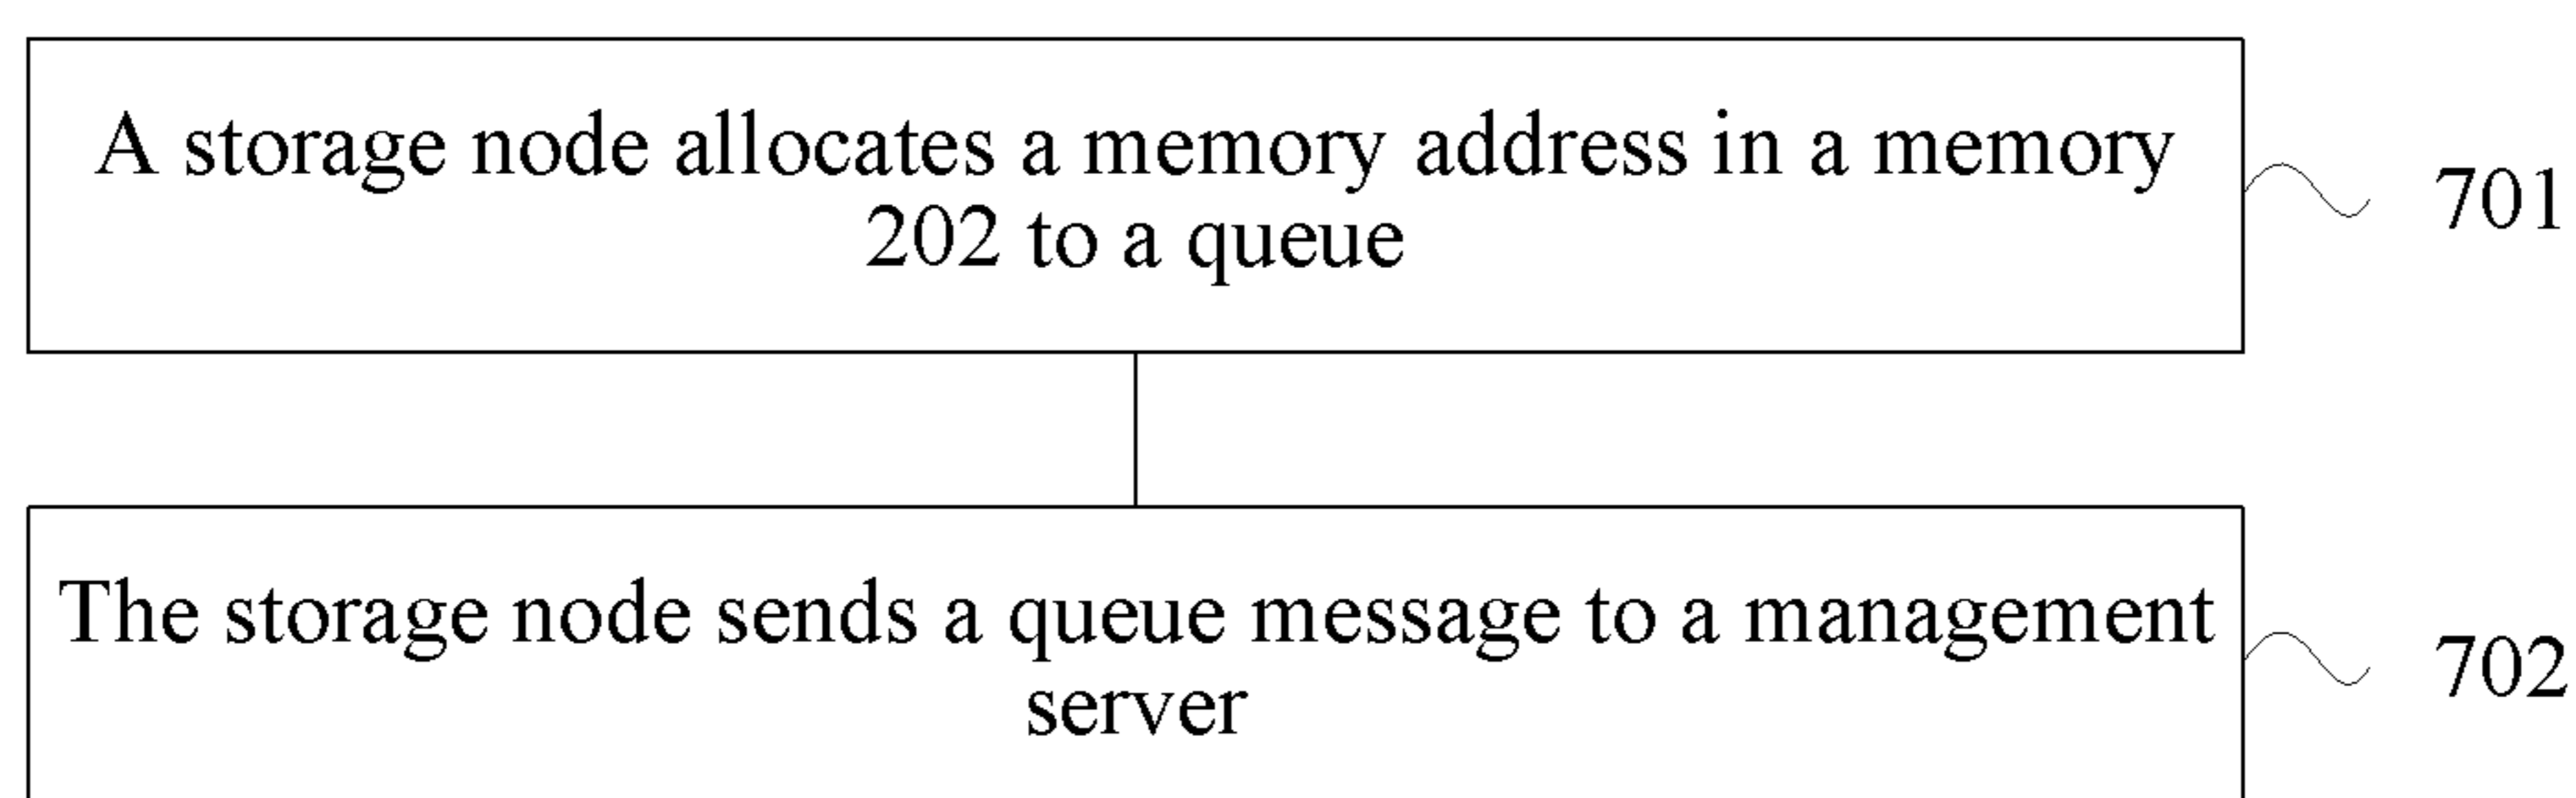 A storage node allocates a memory address in a memory
202 to a queue
701
The storage node sends a queue message to a management
server
702